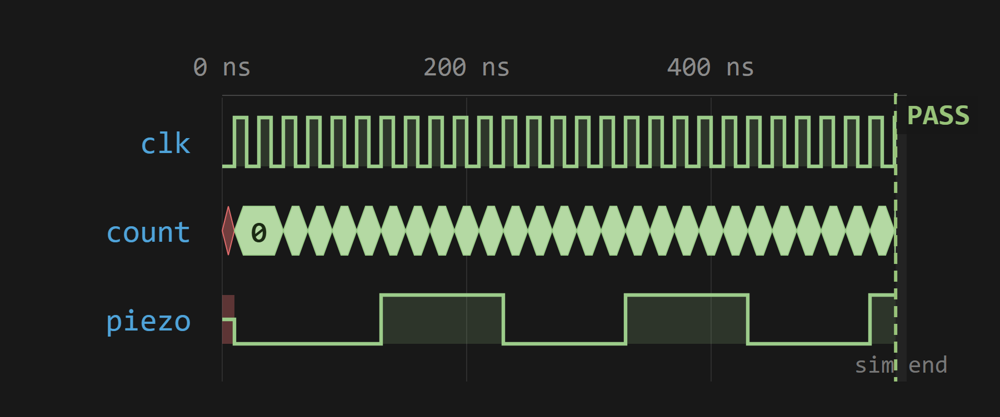 0 ns 200 ns 400 ns
PASS
clk
count 0
piezo
sim end